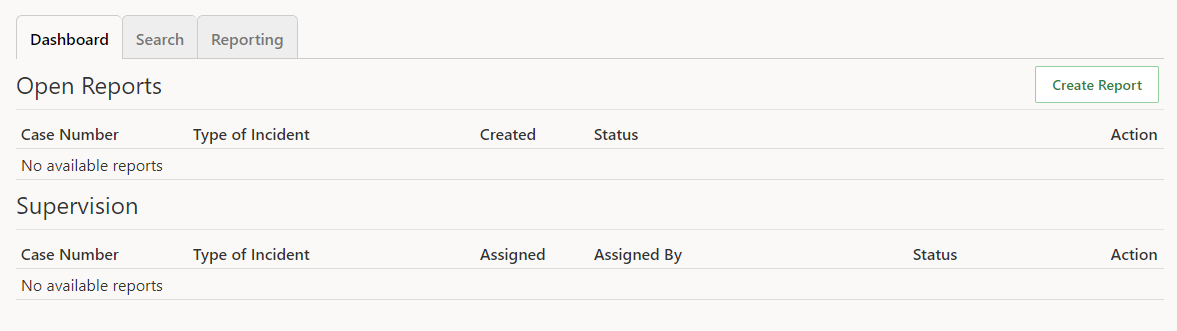 Dashboard Search Reporting
Open Reports Create Report
Case Number Type of Incident Created Status Action
No available reports
Supervision
Case Number Type of Incident Assigned Assigned By Status Action
No available reports